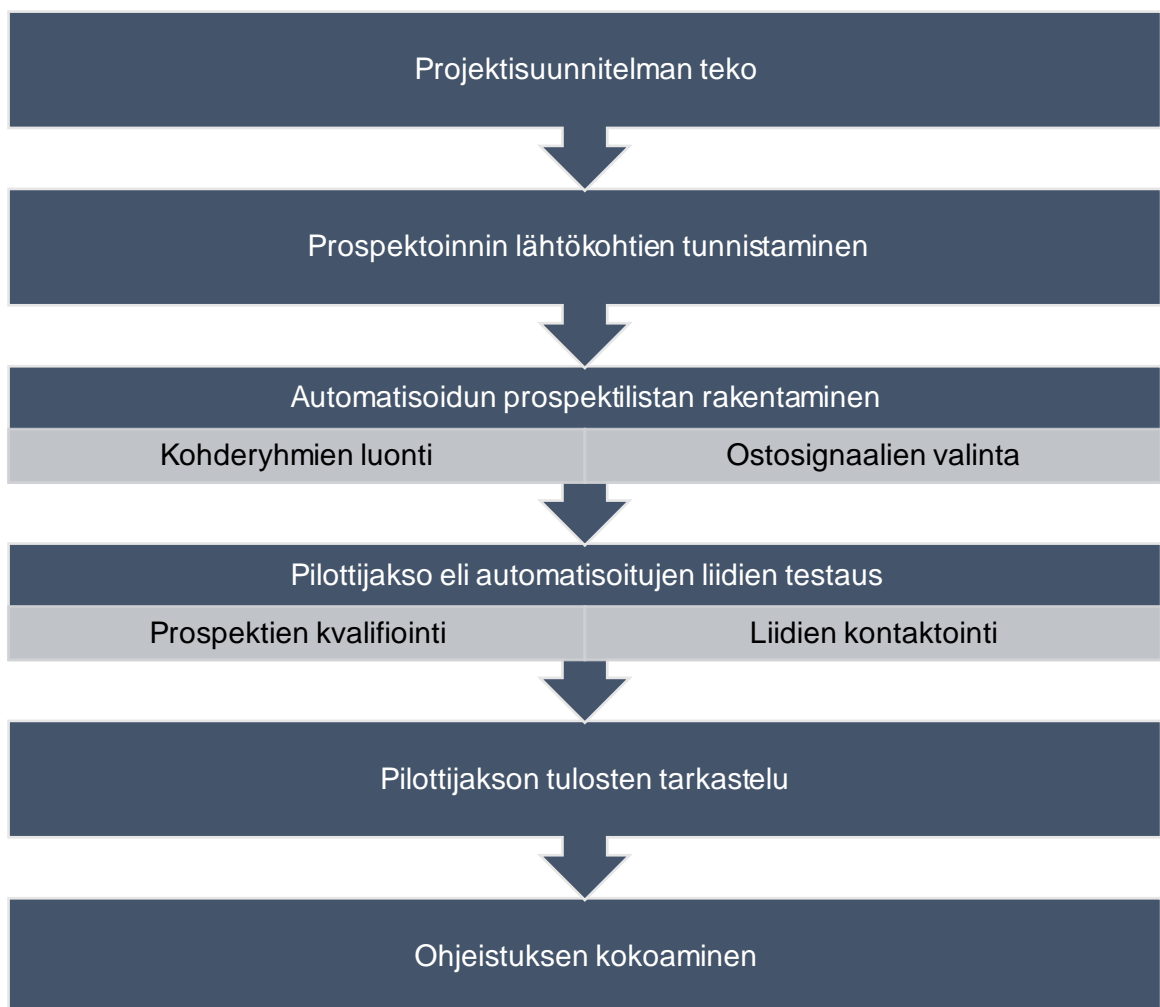 Projektisuunnitelman teko
Prospektoinnin lähtökohtien tunnistaminen
Automatisoidun prospektilistan rakentaminen
Kohderyhmien luonti
Ostosignaalien valinta
Pilottijakso eli automatisoitujen liidien testaus
Prospektien kvalifiointi
Liidien kontaktointi
Pilottijakson tulosten tarkastelu
Ohjeistuksen kokoaminen